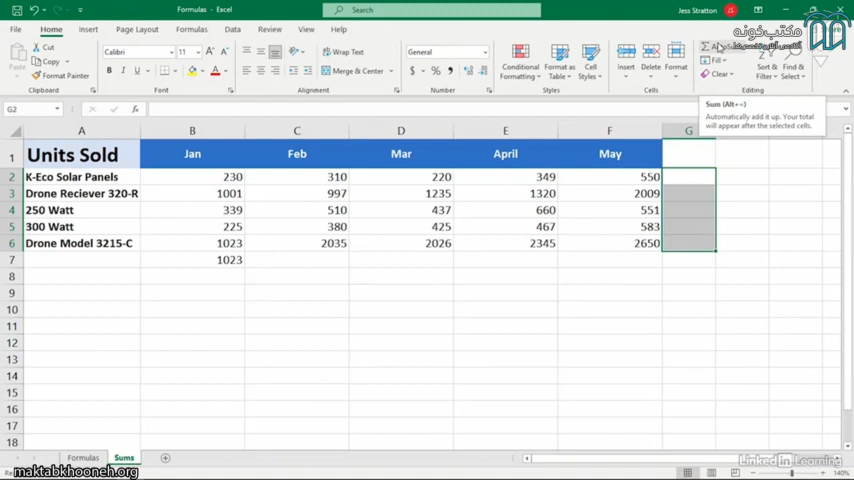 Formulas - Excel
Search
Jess Stratton
File Home Insert Page Layout Formulas Data Review View Help
مکتب‌خونه
Cut
Copy
Format Painter
Paste
Calibri 11
Wrap Text
Merge & Center
General
Conditional Formatting
Format as Table
Cell Styles
Insert Delete Format
Fill
Clear
Sort & Filter
Find & Select
Clipboard Font Alignment Number Styles Cells Editing
Sum (Alt+=)
Automatically add it up. Your total will appear after the selected cells.
G2
A B C D E F G
1 Units Sold Jan Feb Mar April May
2 K-Eco Solar Panels 230 310 220 349 550
3 Drone Reciever 320-R 1001 997 1235 1320 2009
4 250 Watt 339 510 437 660 551
5 300 Watt 225 380 425 467 583
6 Drone Model 3215-C 1023 2035 2026 2345 2650
7 1023
8
9
10
11
12
13
14
15
16
17
18
Formulas Sums
maktabkhooneh.org
Linked in Learning
140%